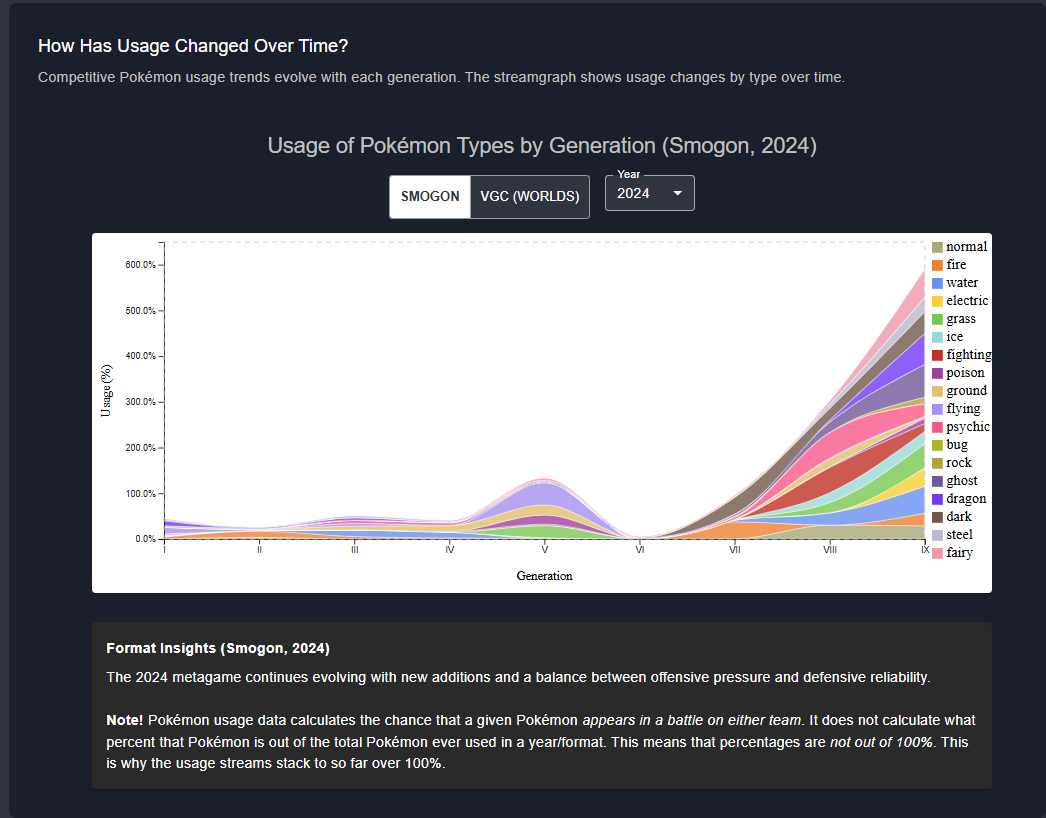 How Has Usage Changed Over Time?
Competitive Pokémon usage trends evolve with each generation. The streamgraph shows usage changes by type over time.
Usage of Pokémon Types by Generation (Smogon, 2024)
SMOGON
VGC (WORLDS)
Year
2024
600.0%
500.0%
400.0%
300.0%
200.0%
100.0%
0.0%
Usage (%)
I
II
III
IV
V
VI
VII
VIII
IX
Generation
normal
fire
water
electric
grass
ice
fighting
poison
ground
flying
psychic
bug
rock
ghost
dragon
dark
steel
fairy
Format Insights (Smogon, 2024)
The 2024 metagame continues evolving with new additions and a balance between offensive pressure and defensive reliability.
Note! Pokémon usage data calculates the chance that a given Pokémon appears in a battle on either team. It does not calculate what
percent that Pokémon is out of the total Pokémon ever used in a year/format. This means that percentages are not out of 100%. This
is why the usage streams stack to so far over 100%.